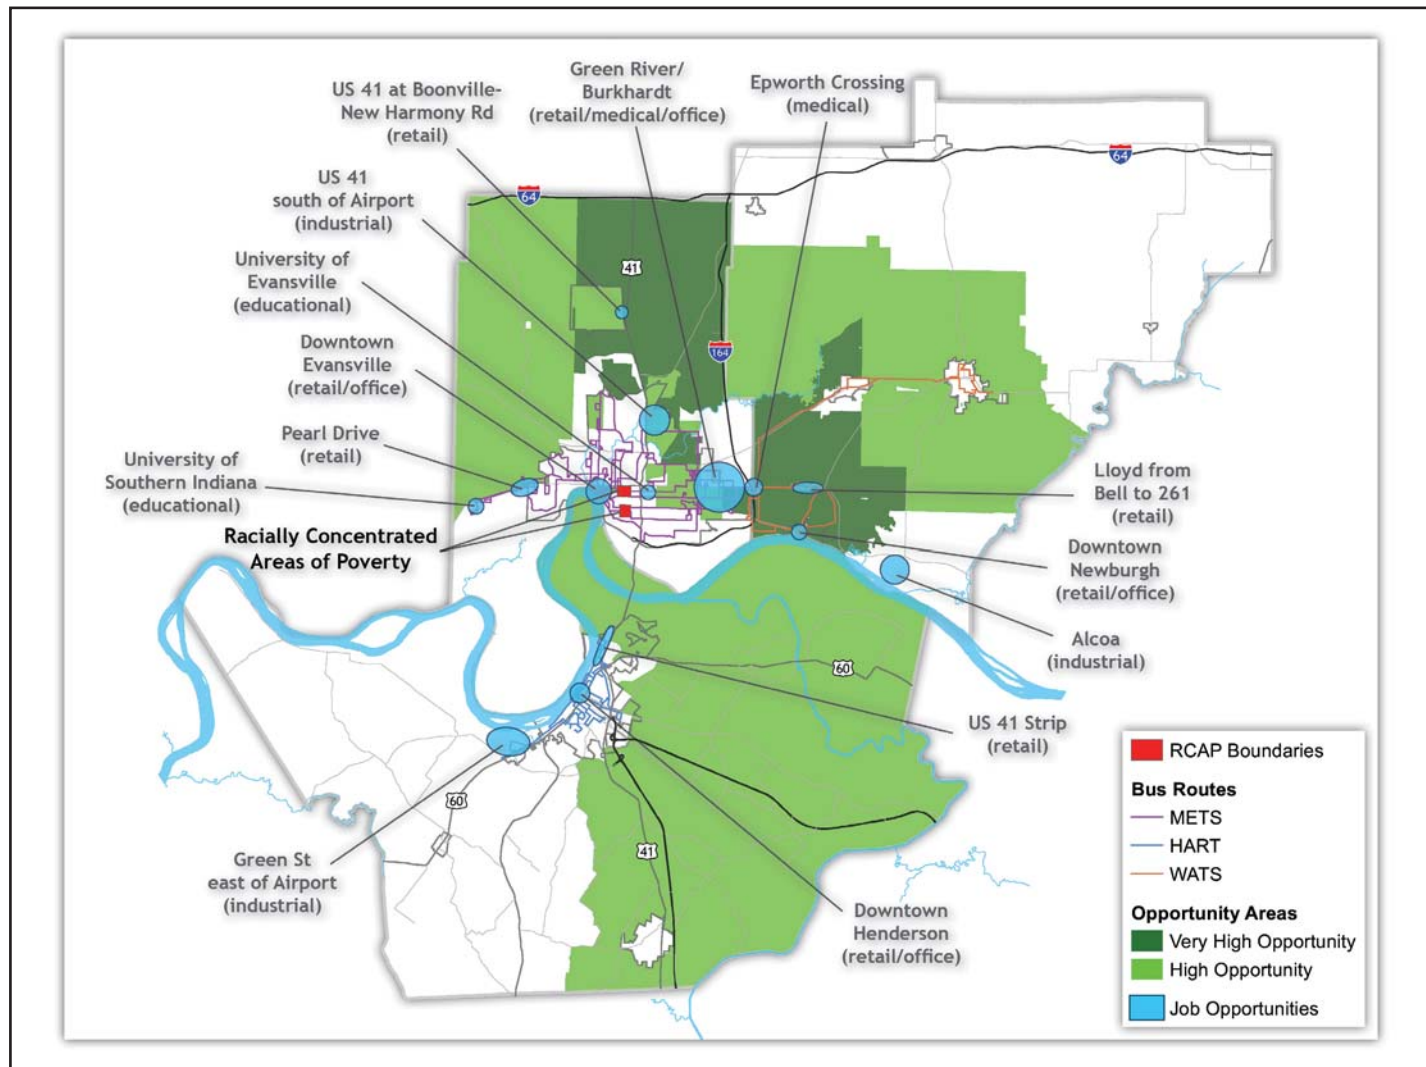 US 41 at Boonville-
New Harmony Rd
(retail)
Green River/
Burkhardt
(retail/medical/office)
Epworth Crossing
(medical)
US 41
south of Airport
(industrial)
University of
Evansville
(educational)
Downtown
Evansville
(retail/office)
Pearl Drive
(retail)
University of
Southern Indiana
(educational)
Racially Concentrated
Areas of Poverty
64
64
41
164
Lloyd from
Bell to 261
(retail)
Downtown
Newburgh
(retail/office)
Alcoa
(industrial)
60
US 41 Strip
(retail)
60
41
Green St
east of Airport
(industrial)
Downtown
Henderson
(retail/office)
RCAP Boundaries
Bus Routes
METS
HART
WATS
Opportunity Areas
Very High Opportunity
High Opportunity
Job Opportunities